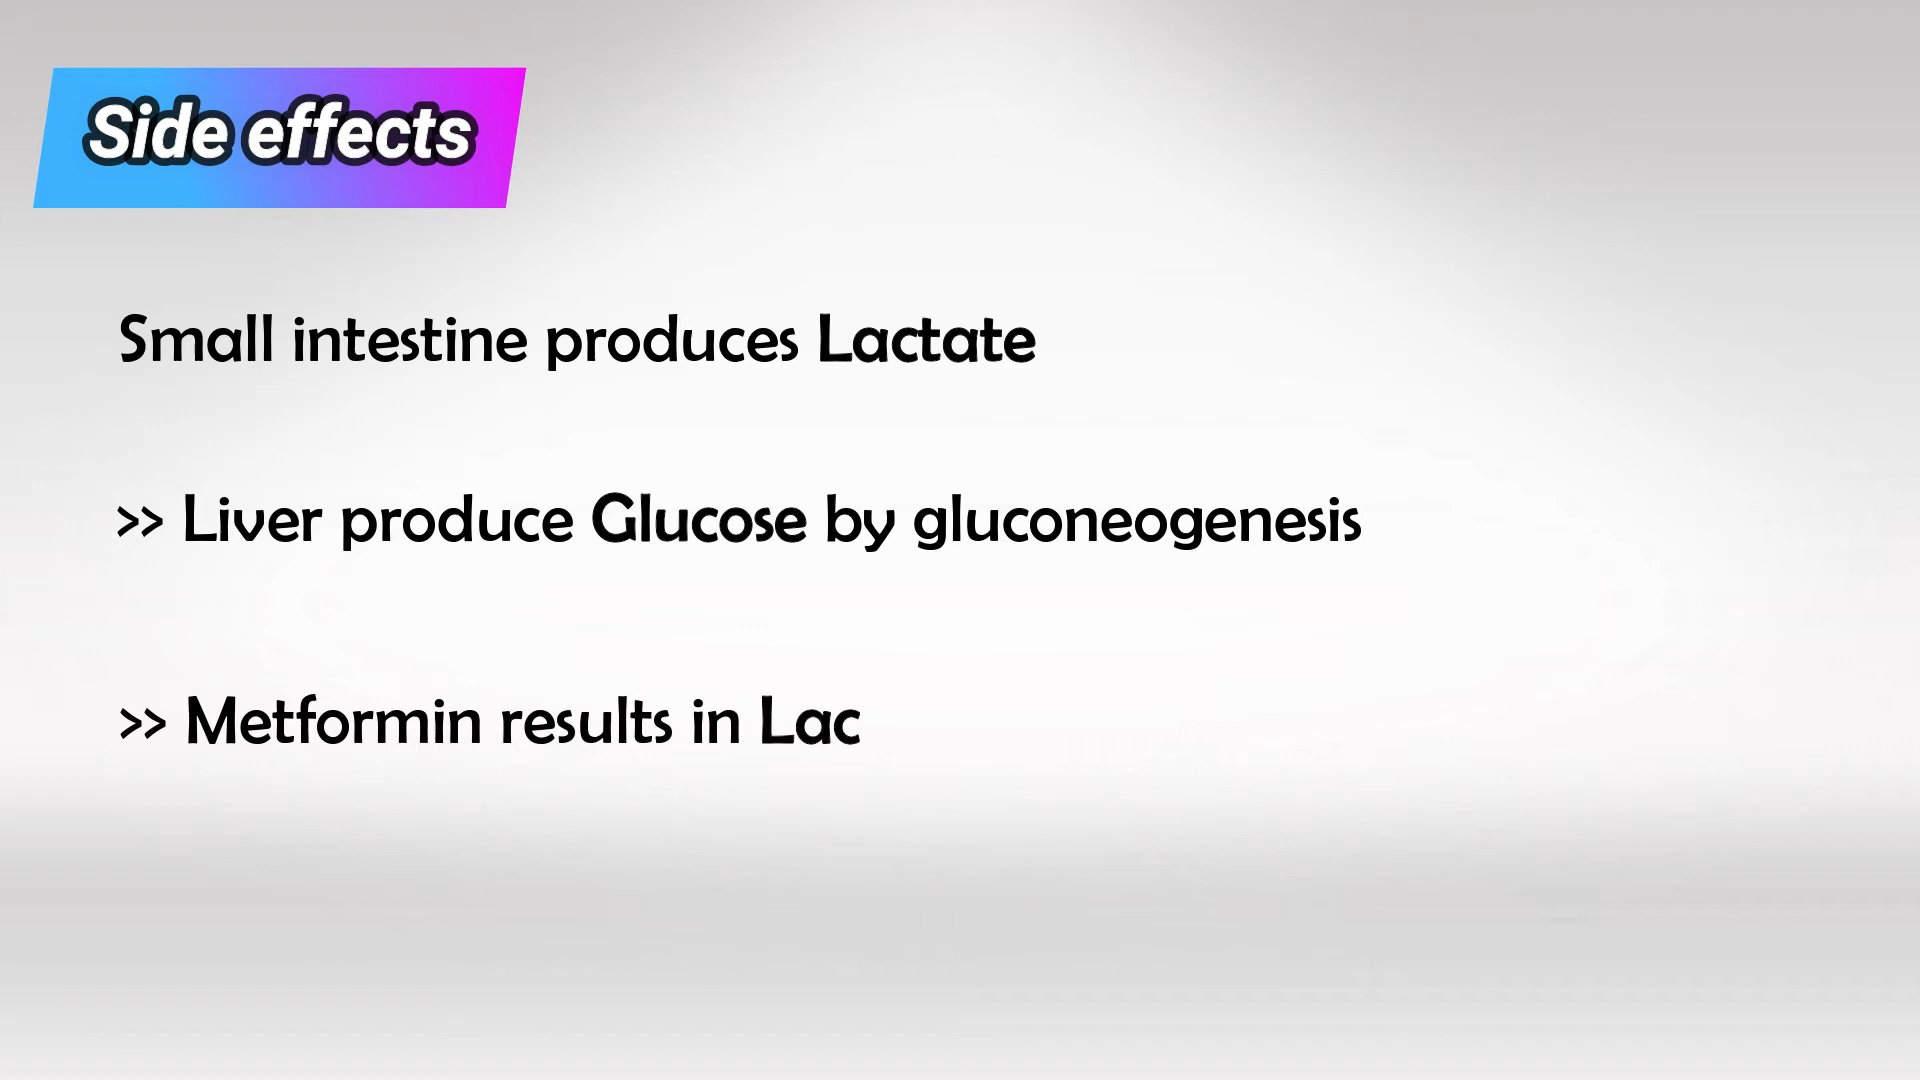 Side effects
Small intestine produces Lactate
>> Liver produce Glucose by gluconeogenesis
>> Metformin results in Lac